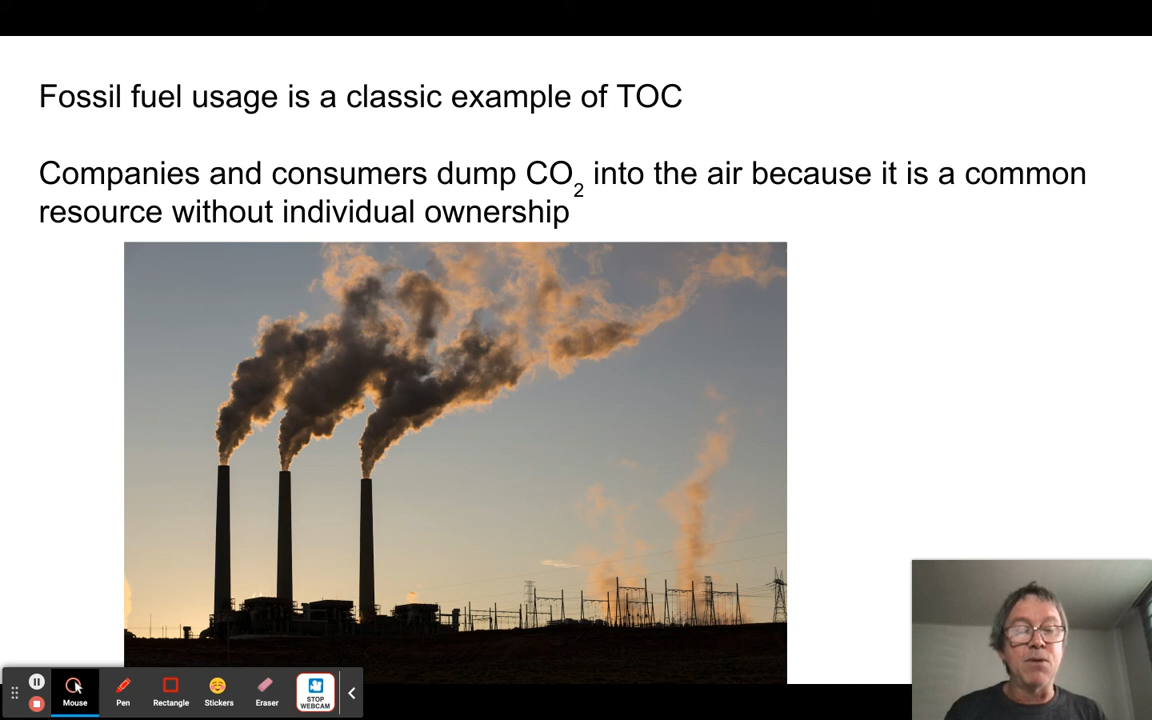 Fossil fuel usage is a classic example of TOC
Companies and consumers dump CO₂ into the air because it is a common
resource without individual ownership
Mouse
Pen
Rectangle
Stickers
Eraser
STOP
WEBCAM